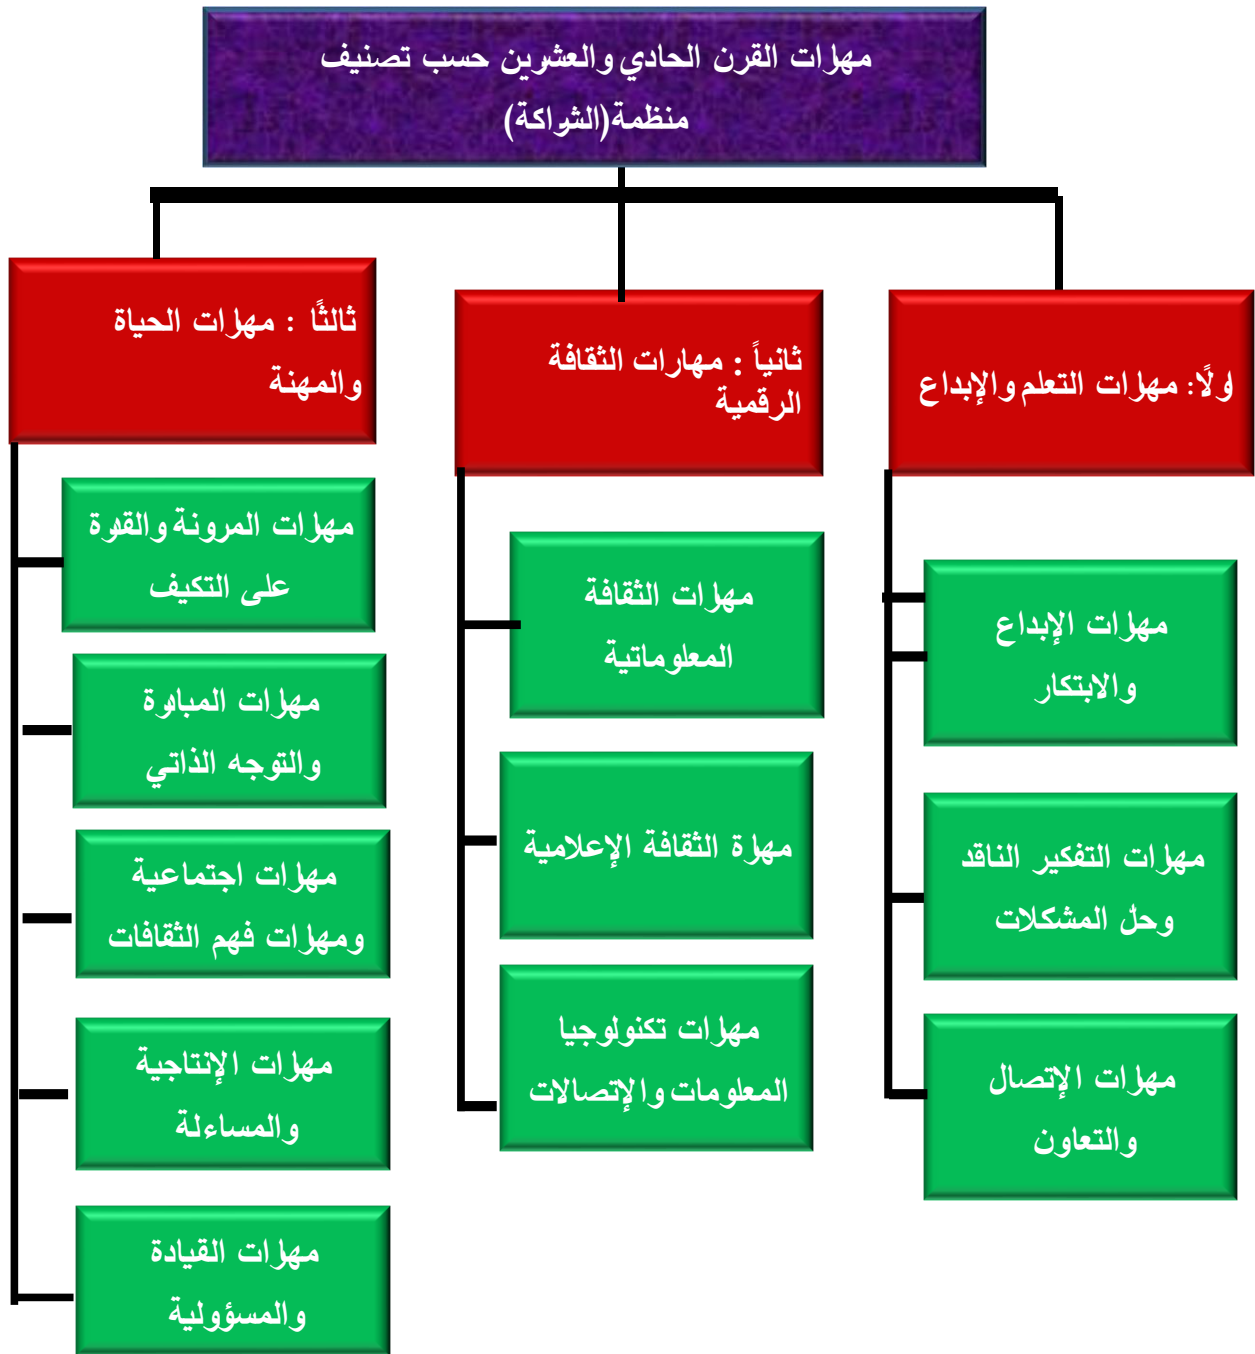 مهارات القرن الحادي والعشرين حسب تصنيف
منظمة(الشراكة)
اولًا: مهارات التعلم والإبداع
مهارات الإبداع
والابتكار
مهارات التفكير الناقد
وحل المشكلات
مهارات الإتصال
والتعاون
ثانياً : مهارات الثقافة
الرقمية
مهارات الثقافة
المعلوماتية
مهارة الثقافة الإعلامية
مهارات تكنولوجيا
المعلومات والإتصالات
ثالثًا : مهارات الحياة
والمهنة
مهارات المرونة والقدرة
على التكيف
مهارات المبادرة
والتوجه الذاتي
مهارات اجتماعية
ومهارات فهم الثقافات
مهارات الإنتاجية
والمساءلة
مهارات القيادة
والمسؤولية